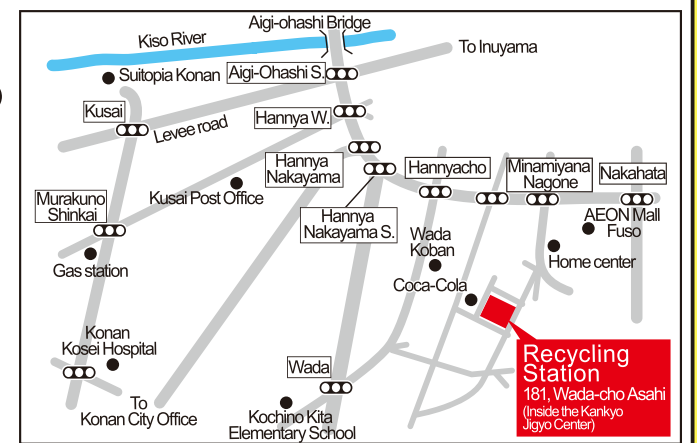 Aigi-ohashi Bridge
Kiso River
To Inuyama
Suitopia Konan
Aigi-Ohashi S.
Kusai
Levee road
Hannya W.
Hannya
Nakayama
Hannyacho
Minamiyana
Nagone
Nakahata
Kusai Post Office
Murakuno
Shinkai
Hannya
Nakayama S.
AEON Mall
Fuso
Wada
Koban
Home center
Gas station
Coca-Cola
Konan
Kosei Hospital
Recycling
Station
181, Wada-cho Asahi
(Inside the Kankyo
Jigyo Center)
Wada
To
Konan City Office
Kochino Kita
Elementary School